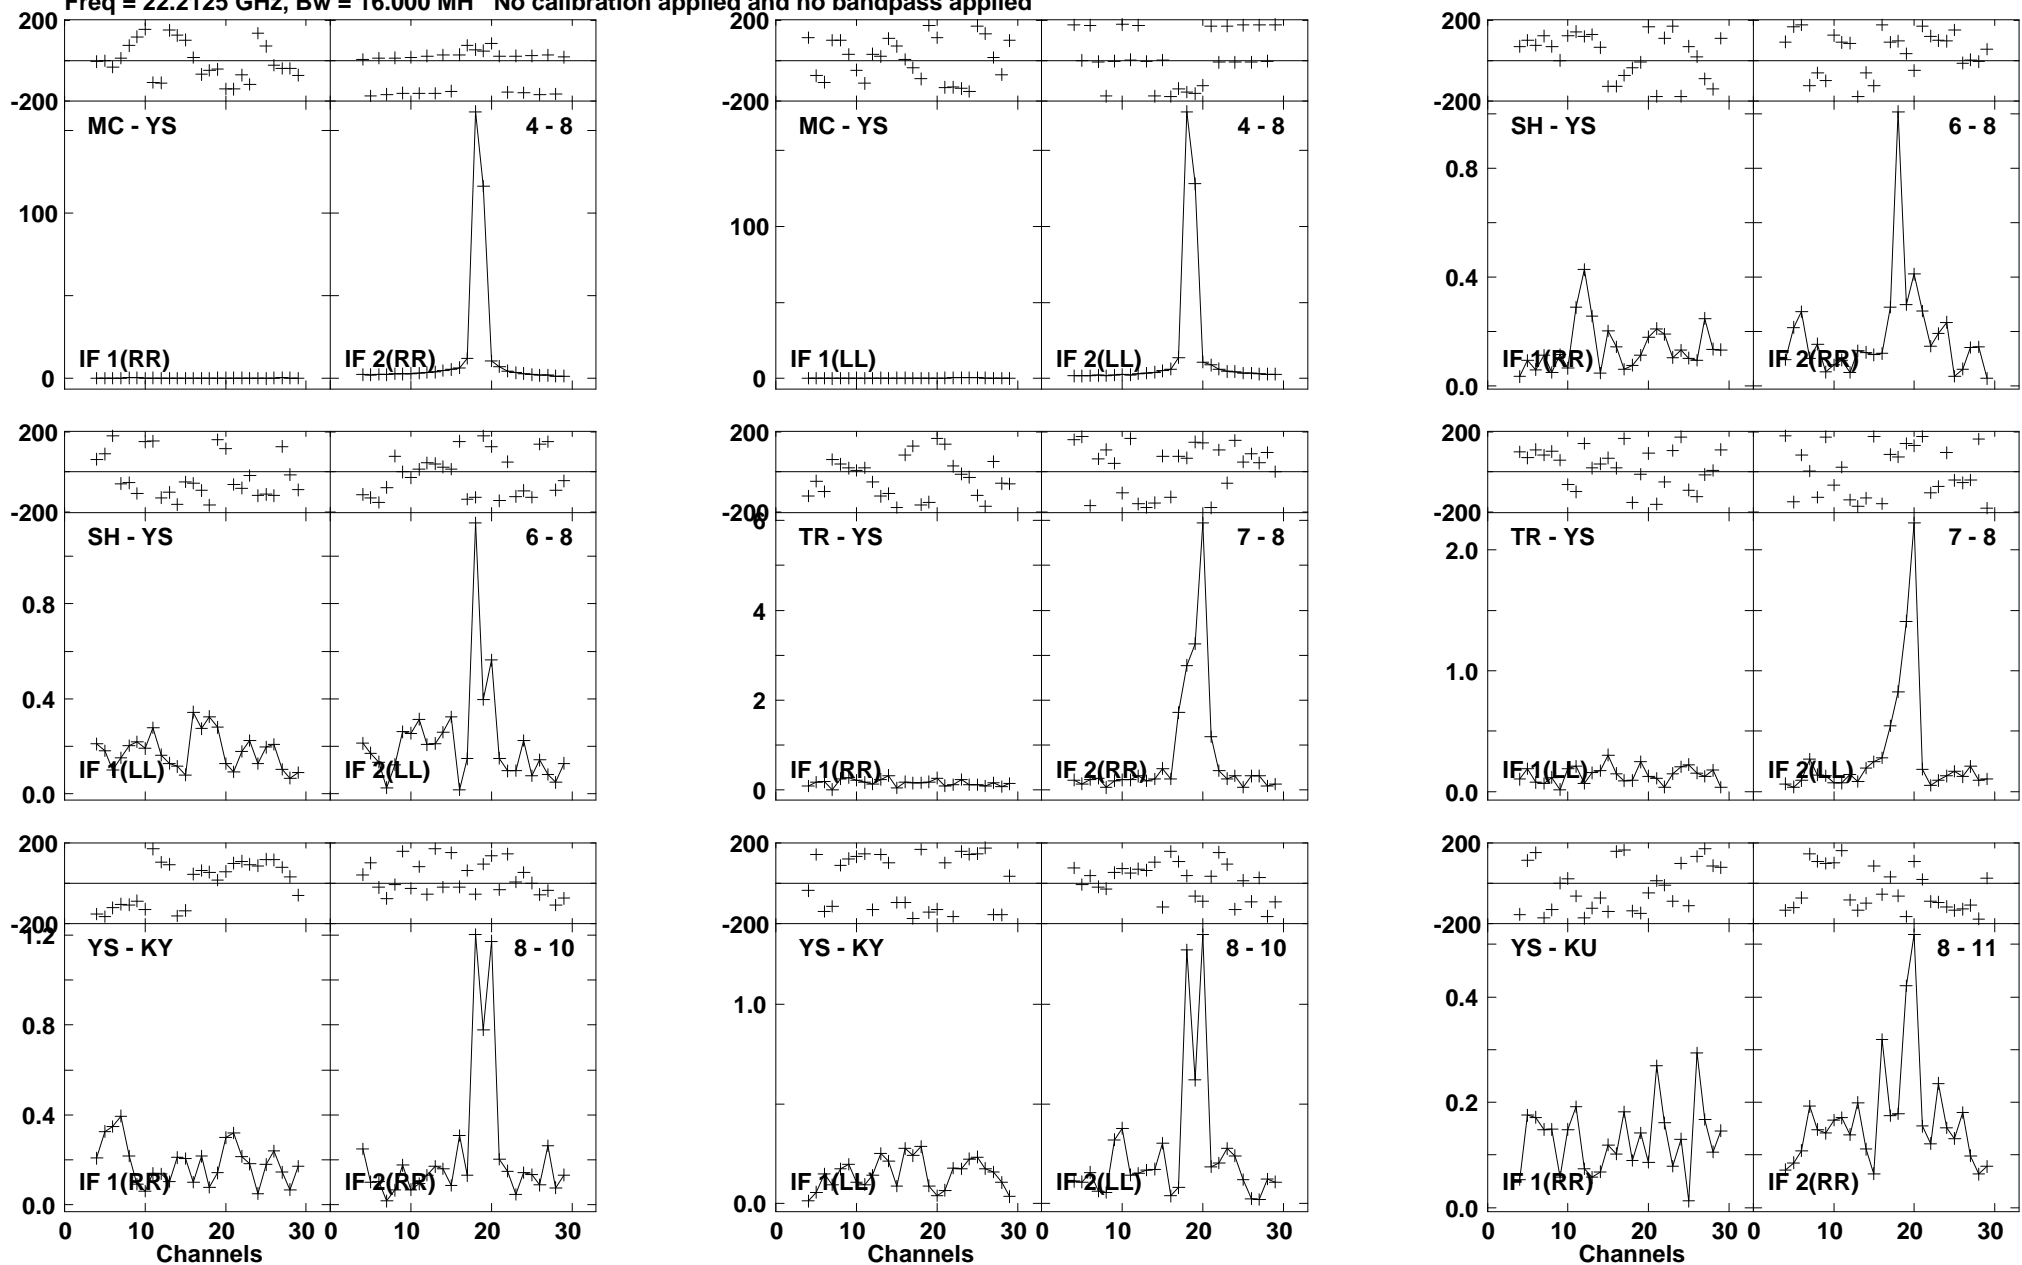 Freq = 22.2125 GHz, Bw = 16.000 MH No calibration applied and no bandpass applied
200
-200
MC - YS
4 - 8
100
0
IF 1(RR)
IF 2(RR)
200
-200
MC - YS
4 - 8
100
0
IF 1(LL)
IF 2(LL)
200
-200
SH - YS
6 - 8
0.8
0.4
0.0
IF 1(RR)
IF 2(RR)
200
-200
SH - YS
6 - 8
0.8
0.4
0.0
IF 1(LL)
IF 2(LL)
200
-200
6
TR - YS
7 - 8
4
2
0
IF 1(RR)
IF 2(RR)
200
-200
TR - YS
7 - 8
2.0
1.0
0.0
IF 1(LL)
IF 2(LL)
200
-200
1.2
YS - KY
8 - 10
0.8
0.4
0.0
IF 1(RR)
IF 2(RR)
0 10 20 30 0 10 20 30
Channels
200
-200
YS - KY
8 - 10
1.0
0.0
IF 1(LL)
IF 2(LL)
0 10 20 30 0 10 20 30
Channels
200
-200
YS - KU
8 - 11
0.4
0.2
0.0
IF 1(RR)
IF 2(RR)
0 10 20 30 0 10 20 30
Channels